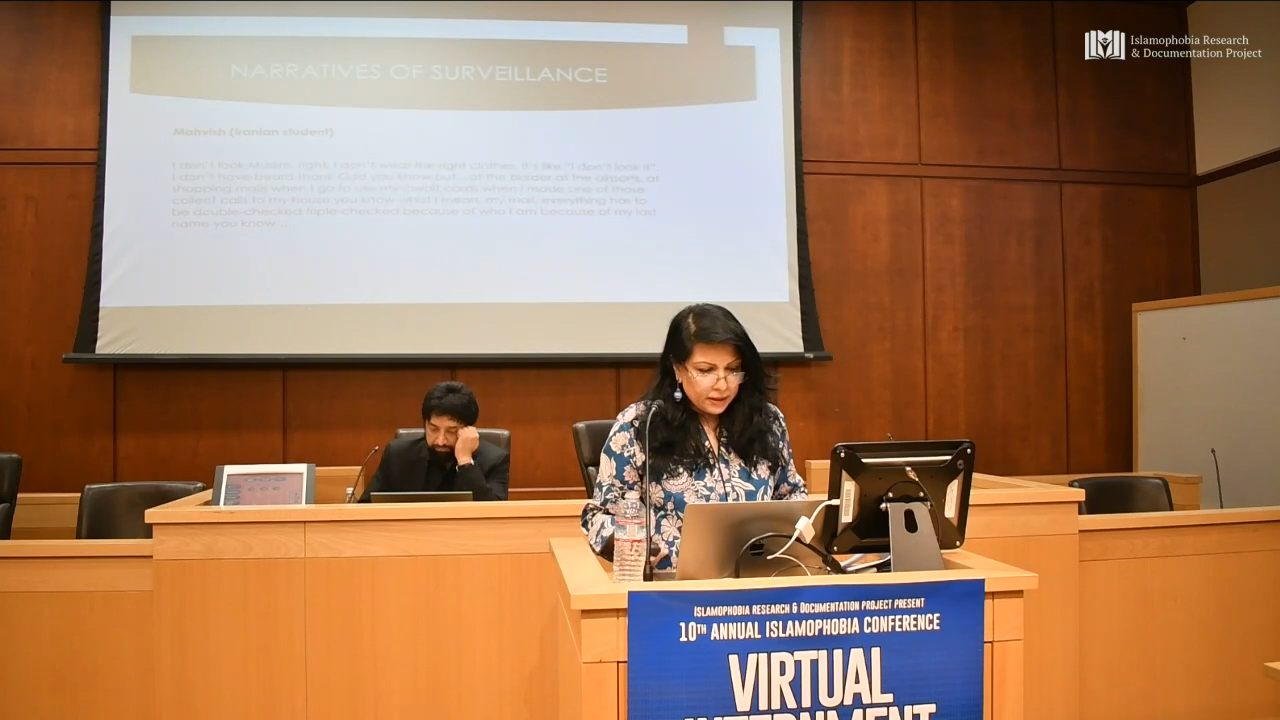 Islamophobia Research
& Documentation Project
NARRATIVES OF SURVEILLANCE
Mahvish (Iranian student)
I don't look Muslim, right, I don't wear the right clothes. It's like "I don't look it"
I don't have beard thank God you know but...at the border at the airports, at
shopping malls when I go to use my credit cards when I made one of those
collect calls to my house you know what I mean, my mail, everything has to
be double-checked triple-checked because of who I am because of my last
name you know
ISLAMOPHOBIA RESEARCH & DOCUMENTATION PROJECT PRESENT
10TH ANNUAL ISLAMOPHOBIA CONFERENCE
VIRTUAL
INTERNMENT